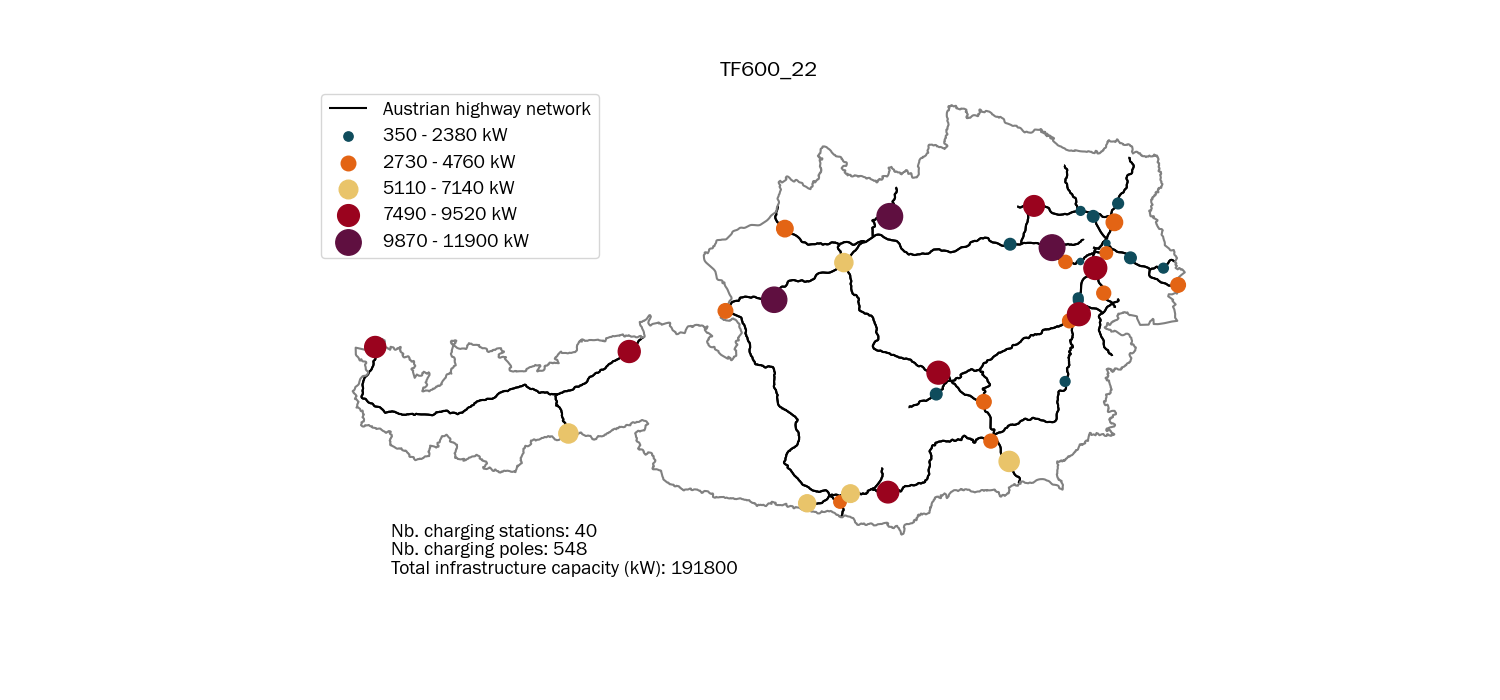 TF600_22
Austrian highway network
350 - 2380 kW
2730 - 4760 kW
5110 - 7140 kW
7490 - 9520 kW
9870 - 11900 kW
Nb. charging stations: 40
Nb. charging poles: 548
Total infrastructure capacity (kW): 191800